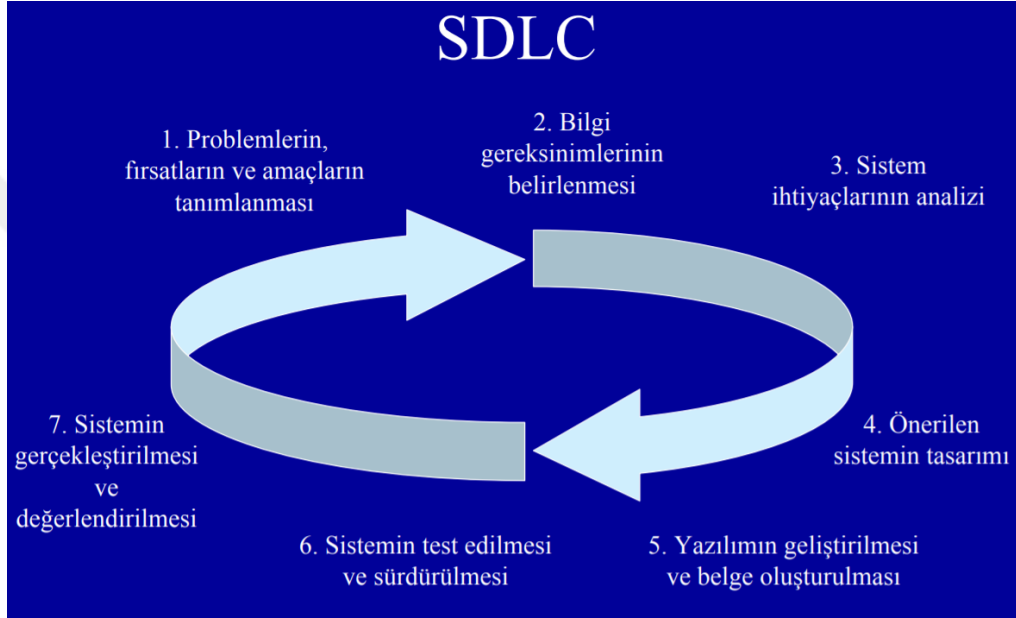 SDLC
1. Problemlerin,
fırsatların ve amaçların
tanımlanması
2. Bilgi
gereksinimlerinin
belirlenmesi
3. Sistem
ihtiyaçlarının analizi
4. Önerilen
sistemin tasarımı
5. Yazılımın geliştirilmesi
ve belge oluşturulması
6. Sistemin test edilmesi
ve sürdürülmesi
7. Sistemin
gerçekleştirilmesi
ve
değerlendirilmesi